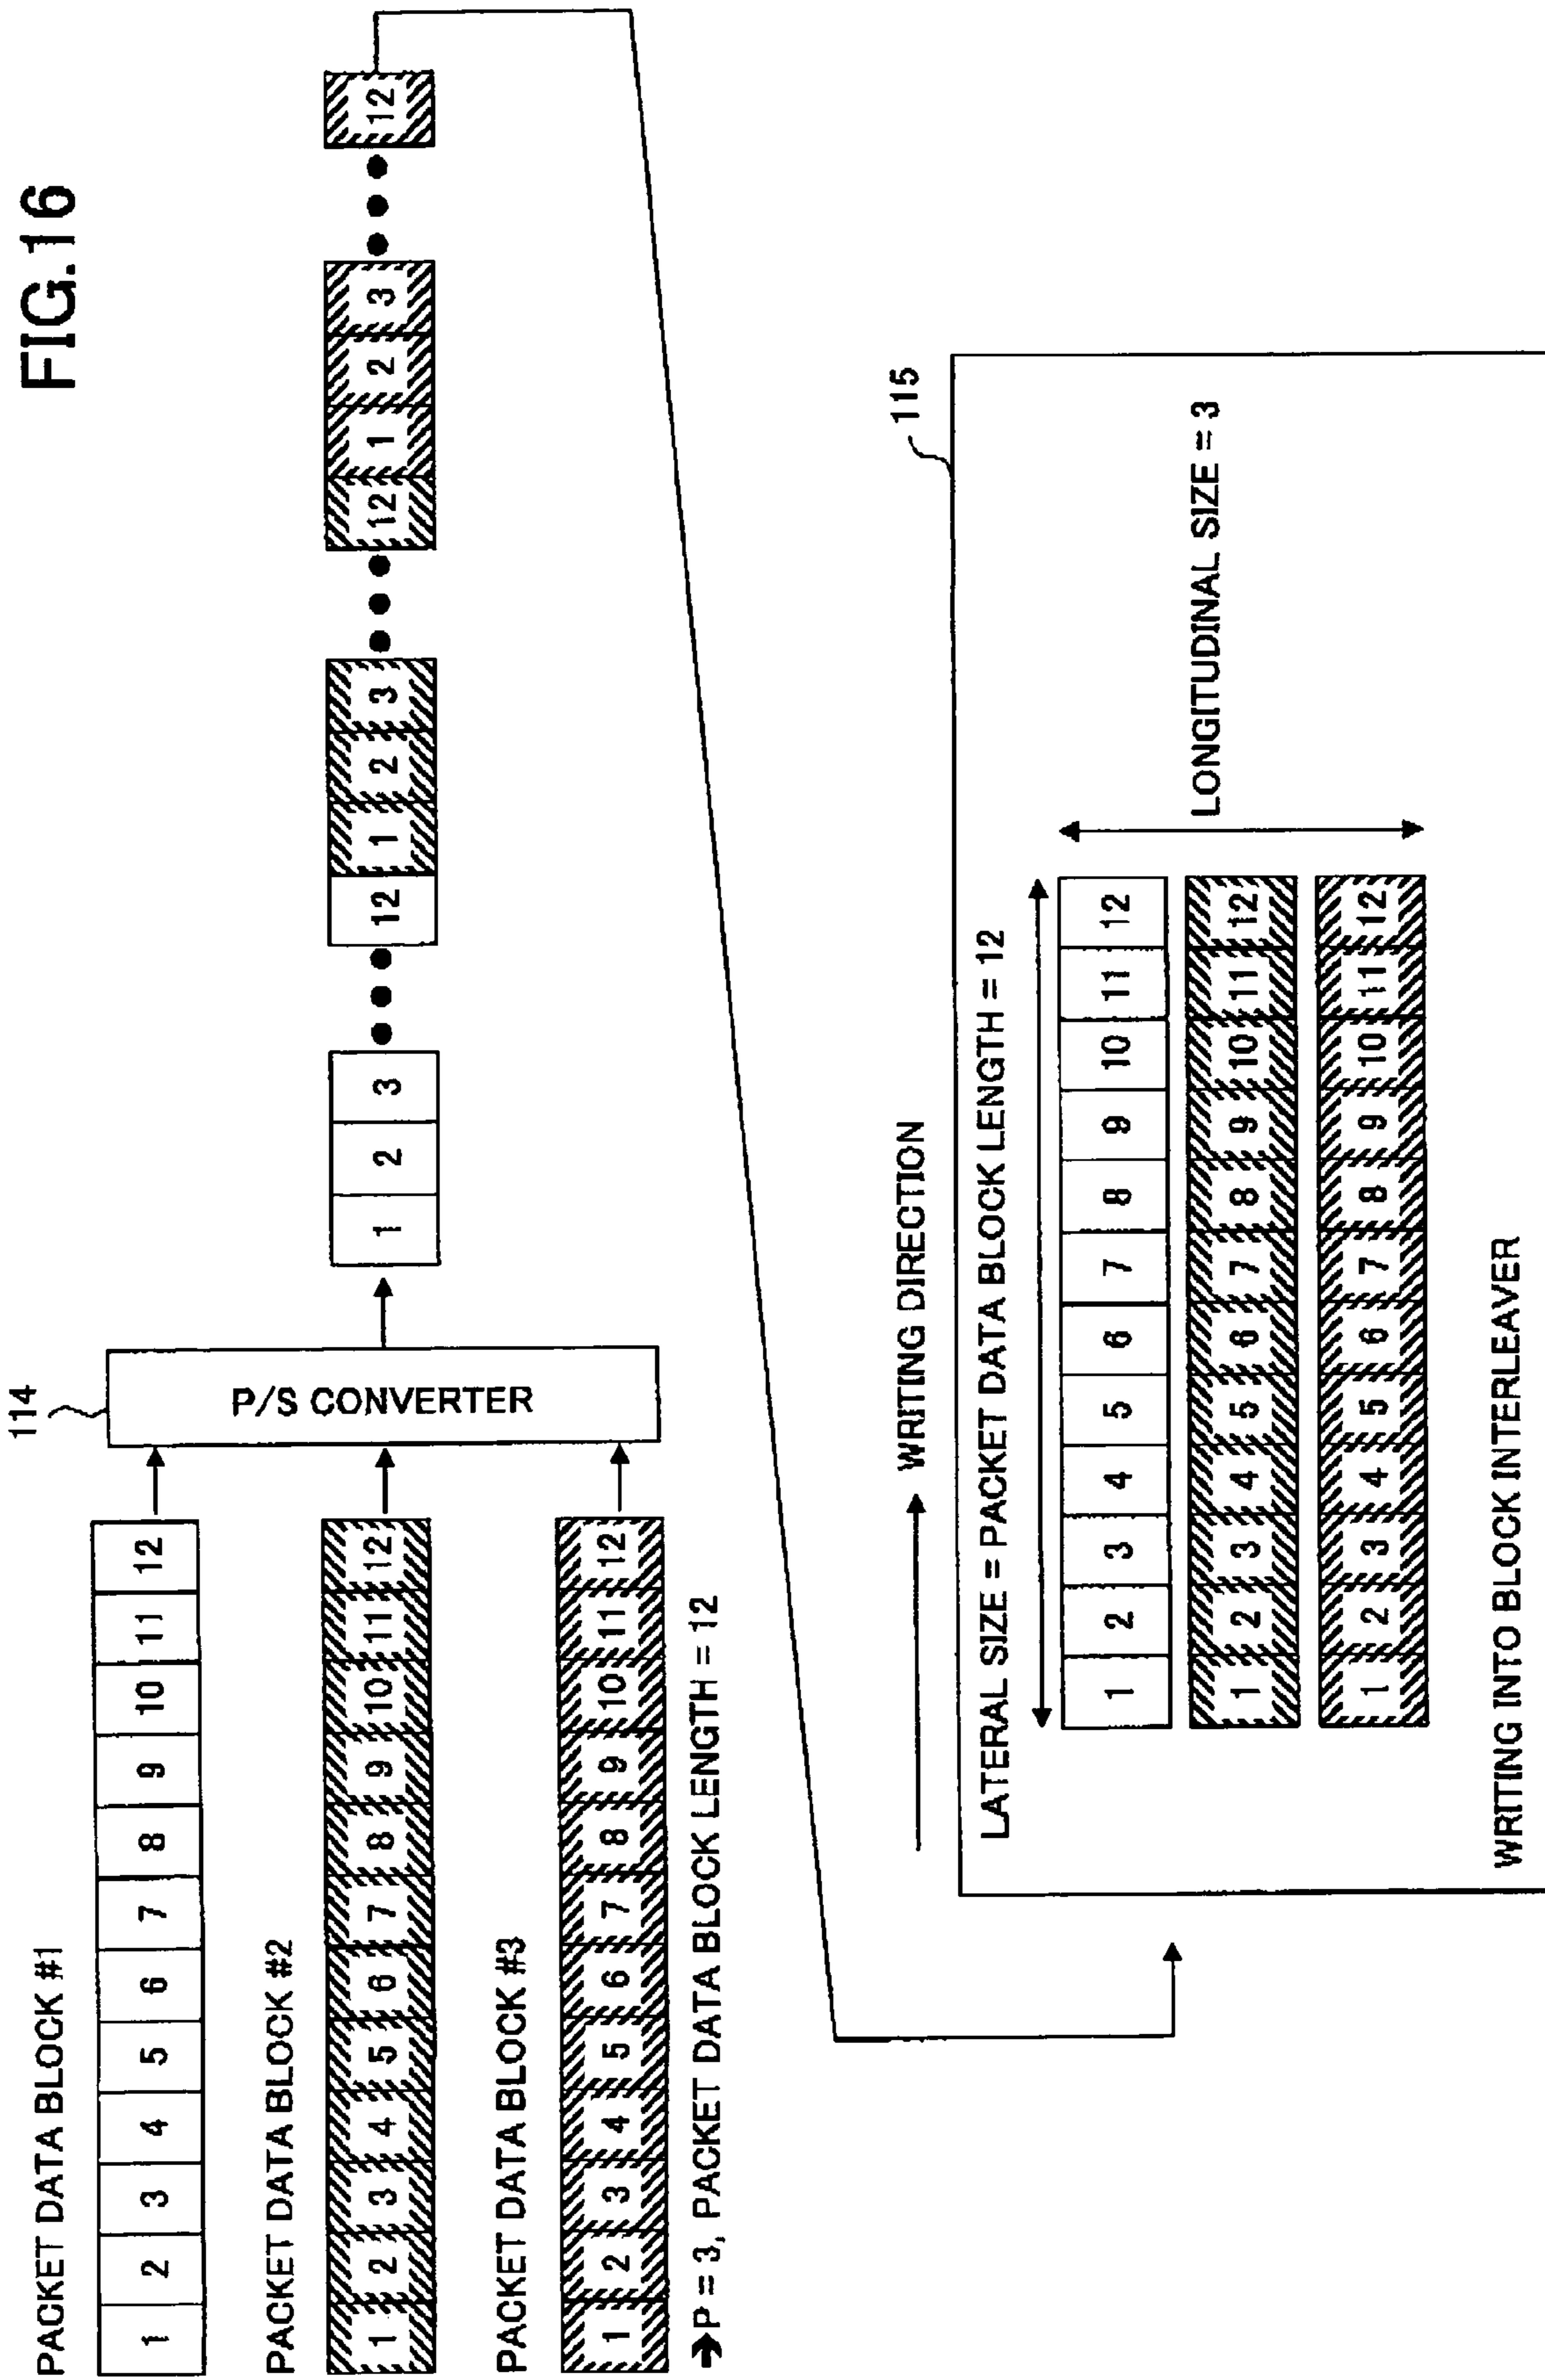 FIG.16
PACKET DATA BLOCK #1
1 2 3 4 5 6 7 8 9 10 11 12
PACKET DATA BLOCK #2
1 2 3 4 5 6 7 8 9 10 11 12
PACKET DATA BLOCK #3
1 2 3 4 5 6 7 8 9 10 11 12
P = 3, PACKET DATA BLOCK LENGTH = 12
114
P/S CONVERTER
1 2 3 12 1 2 3 12 1 2 3 12
WRITING DIRECTION
115
LATERAL SIZE = PACKET DATA BLOCK LENGTH = 12
1 2 3 4 5 6 7 8 9 10 11 12
1 2 3 4 5 6 7 8 9 10 11 12
1 2 3 4 5 6 7 8 9 10 11 12
LONGITUDINAL SIZE = 3
WRITING INTO BLOCK INTERLEAVER